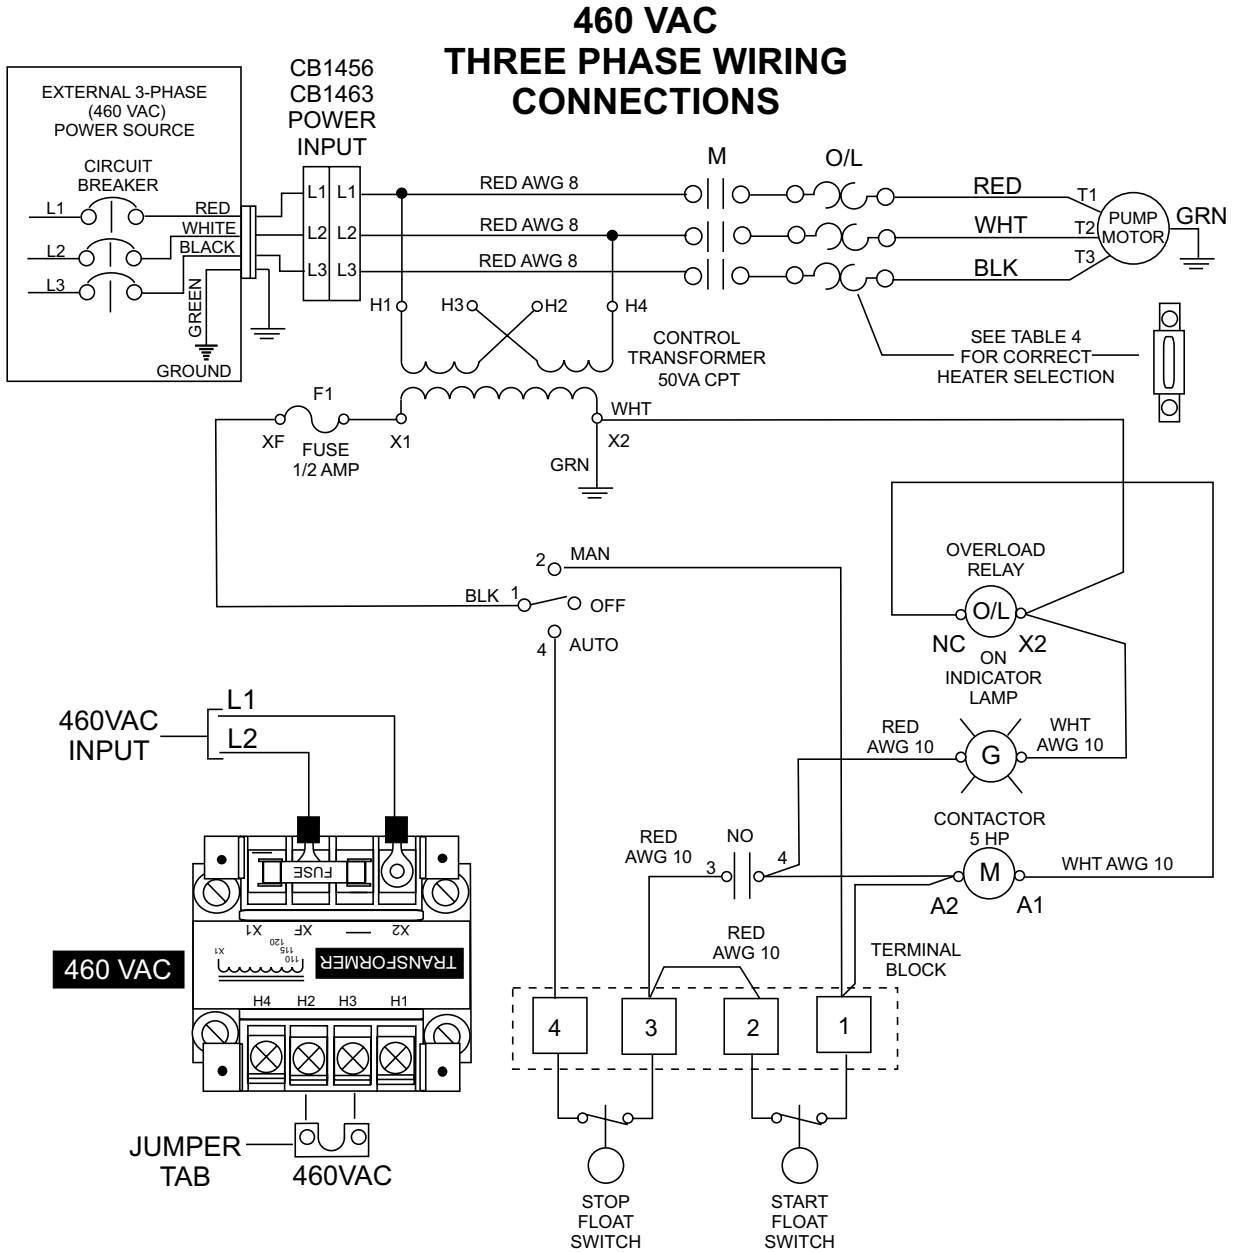 460 VAC
THREE PHASE WIRING
CONNECTIONS
EXTERNAL 3-PHASE
(460 VAC)
POWER SOURCE
CIRCUIT
BREAKER
L1
L2
L3
RED
WHITE
BLACK
GREEN
GROUND
CB1456
CB1463
POWER
INPUT
L1 L1
L2 L2
L3 L3
RED AWG 8
RED AWG 8
RED AWG 8
M
O/L
RED
WHT
BLK
T1
T2
T3
PUMP
MOTOR
GRN
H1
H3
H2
H4
CONTROL
TRANSFORMER
50VA CPT
SEE TABLE 4
FOR CORRECT
HEATER SELECTION
F1
XF
FUSE
1/2 AMP
X1
WHT
X2
GRN
2
MAN
BLK
1
OFF
4
AUTO
OVERLOAD
RELAY
O/L
NC
X2
ON
INDICATOR
LAMP
RED
AWG 10
G
WHT
AWG 10
CONTACTOR
5 HP
RED
AWG 10
NO
3
4
M
WHT AWG 10
A2
A1
RED
AWG 10
TERMINAL
BLOCK
4
3
2
1
STOP
FLOAT
SWITCH
START
FLOAT
SWITCH
460VAC
INPUT
L1
L2
FUSE
X1
XF
X2
X1
120
115
110
TRANSFORMER
460 VAC
H4
H2
H3
H1
JUMPER
TAB
460VAC